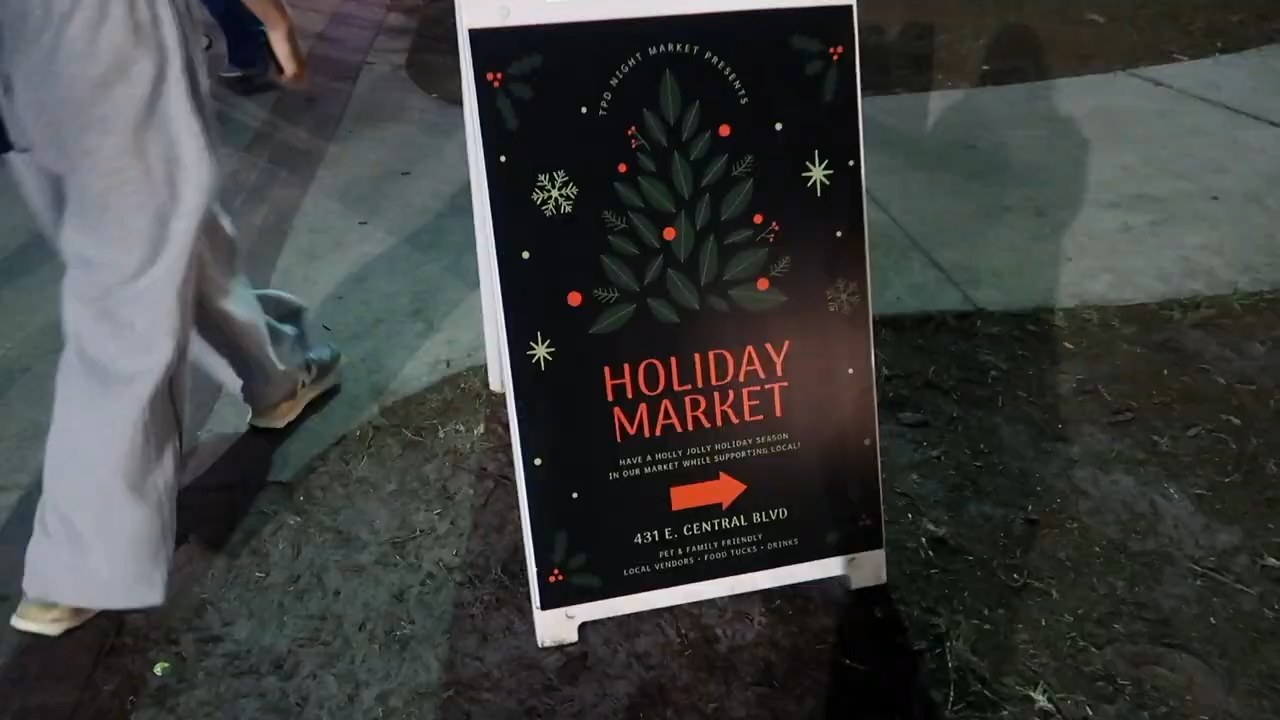 TPD NIGHT MARKET PRESENTS
HOLIDAY
MARKET
HAVE A HOLLY JOLLY HOLIDAY SEASON
IN OUR MARKET WHILE SUPPORTING LOCAL!
431 E. CENTRAL BLVD
PET & FAMILY FRIENDLY
LOCAL VENDORS • FOOD TUCKS • DRINKS